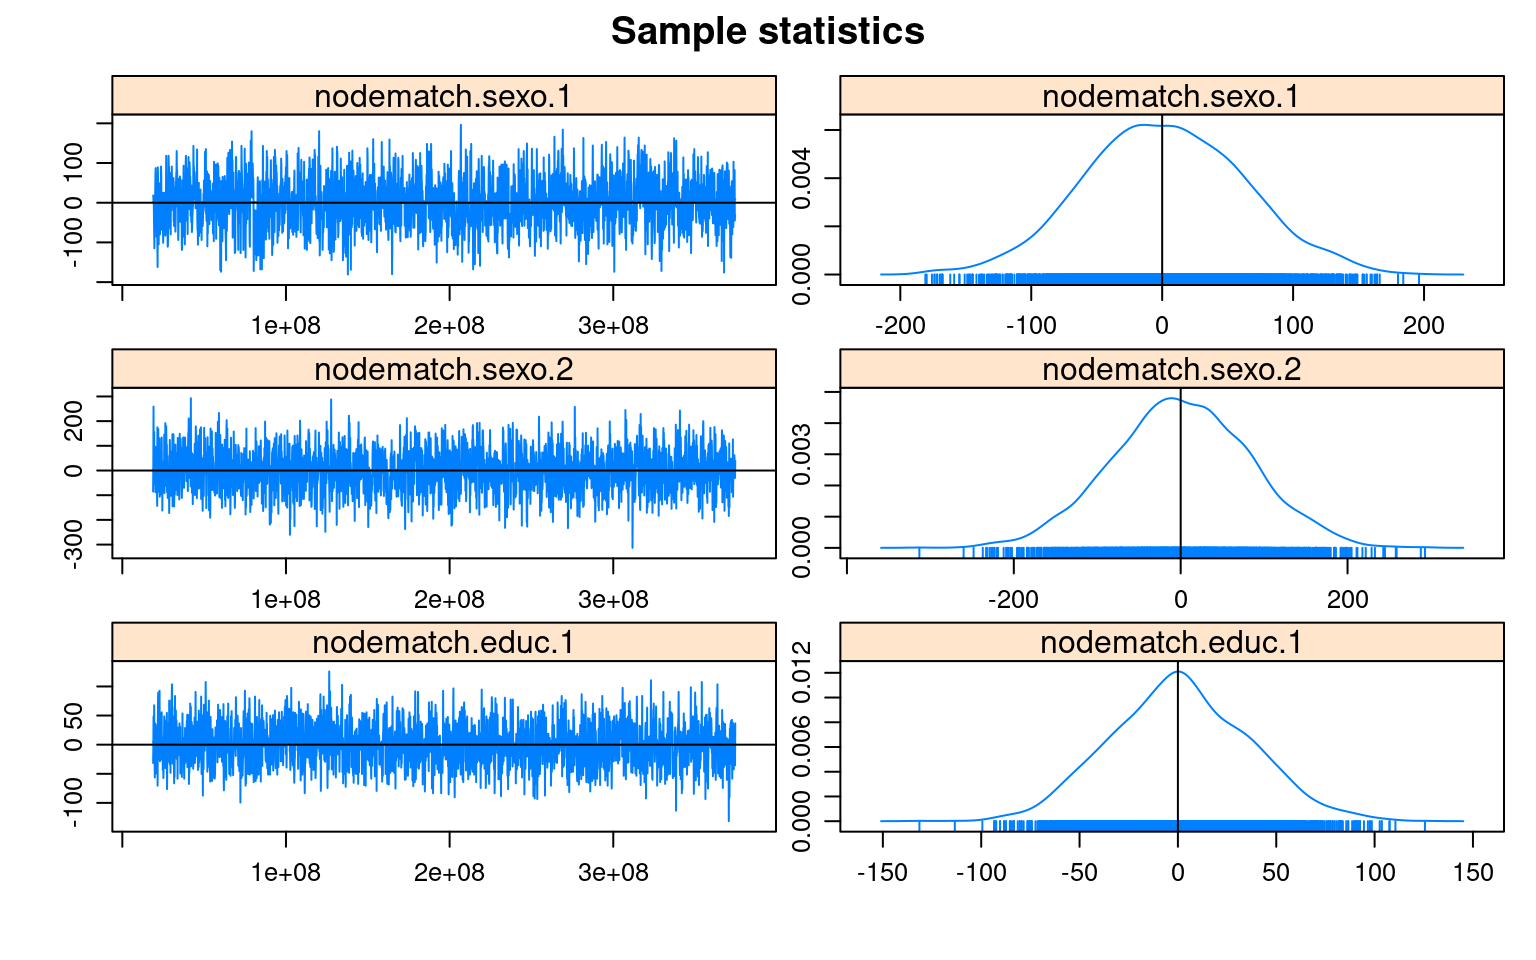 Sample statistics
nodematch.sexo.1
nodematch.sexo.1
-100 0 100
0.000 0.004
1e+08 2e+08 3e+08
-200 -100 0 100 200
nodematch.sexo.2
nodematch.sexo.2
-300 0 200
0.000 0.003
1e+08 2e+08 3e+08
-200 0 200
nodematch.educ.1
nodematch.educ.1
-100 0 50
0.000 0.006 0.012
1e+08 2e+08 3e+08
-150 -100 -50 0 50 100 150